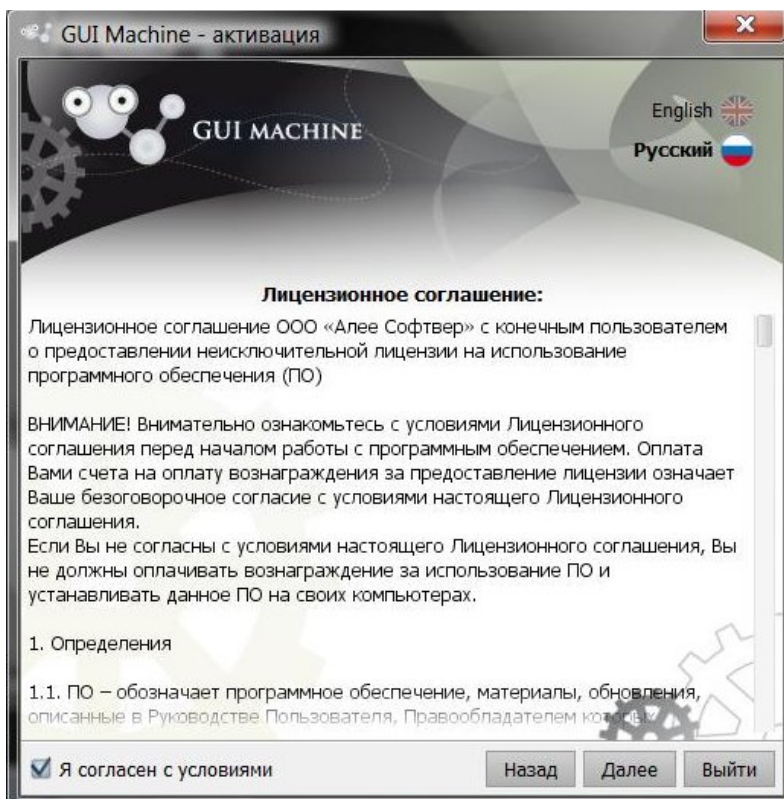 GUI Machine - активация
GUI MACHINE
English
Русский
Лицензионное соглашение:
Лицензионное соглашение ООО «Алее Софтвер» с конечным пользователем
о предоставлении неисключительной лицензии на использование
программного обеспечения (ПО)
ВНИМАНИЕ! Внимательно ознакомьтесь с условиями Лицензионного
соглашения перед началом работы с программным обеспечением. Оплата
Вами счета на оплату вознаграждения за предоставление лицензии означает
Ваше безоговорочное согласие с условиями настоящего Лицензионного
соглашения.
Если Вы не согласны с условиями настоящего Лицензионного соглашения, Вы
не должны оплачивать вознаграждение за использование ПО и
устанавливать данное ПО на своих компьютерах.
1. Определения
1.1. ПО – обозначает программное обеспечение, материалы, обновления,
описанные в Руководстве Пользователя, Правообладателем которых
Я согласен с условиями
Назад
Далее
Выйти